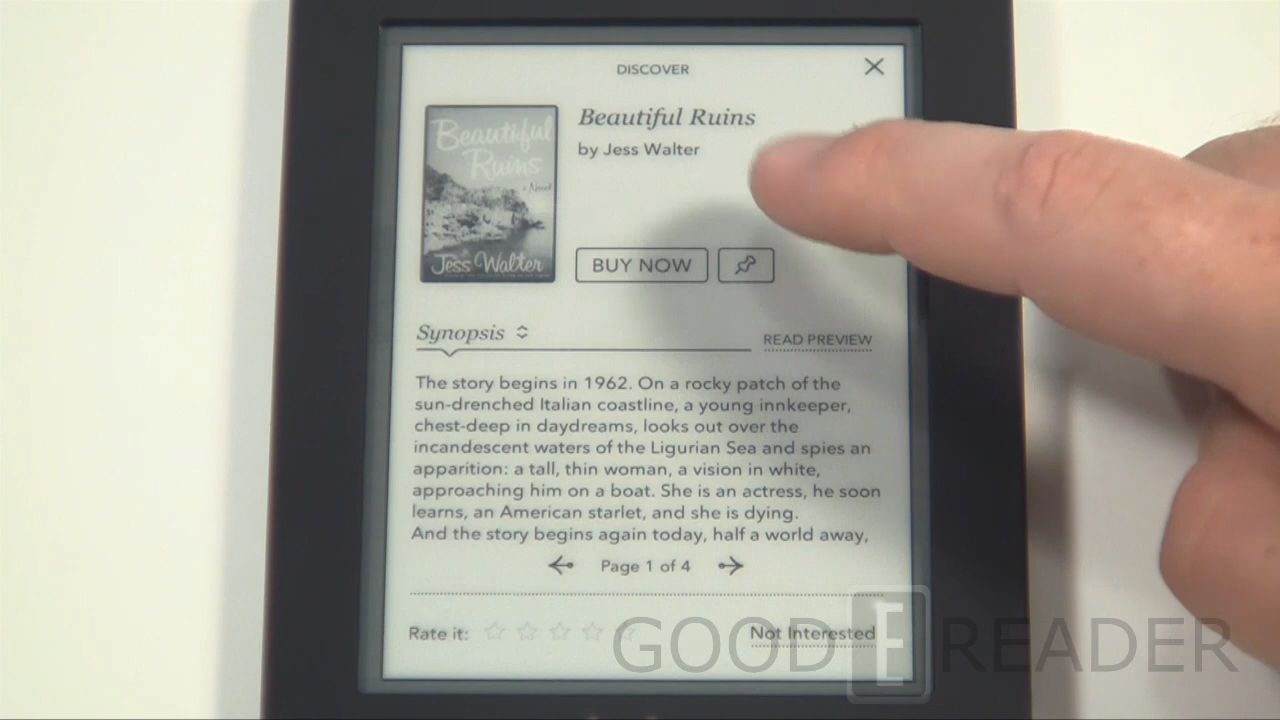 DISCOVER
Beautiful Ruins
by Jess Walter
Beautiful
Ruins
a Novel
Jess Walter
BUY NOW
Synopsis
READ PREVIEW
The story begins in 1962. On a rocky patch of the
sun-drenched Italian coastline, a young innkeeper,
chest-deep in daydreams, looks out over the
incandescent waters of the Ligurian Sea and spies an
apparition: a tall, thin woman, a vision in white,
approaching him on a boat. She is an actress, he soon
learns, an American starlet, and she is dying.
And the story begins again today, half a world away,
Page 1 of 4
Rate it:
Not Interested
GOOD E READER